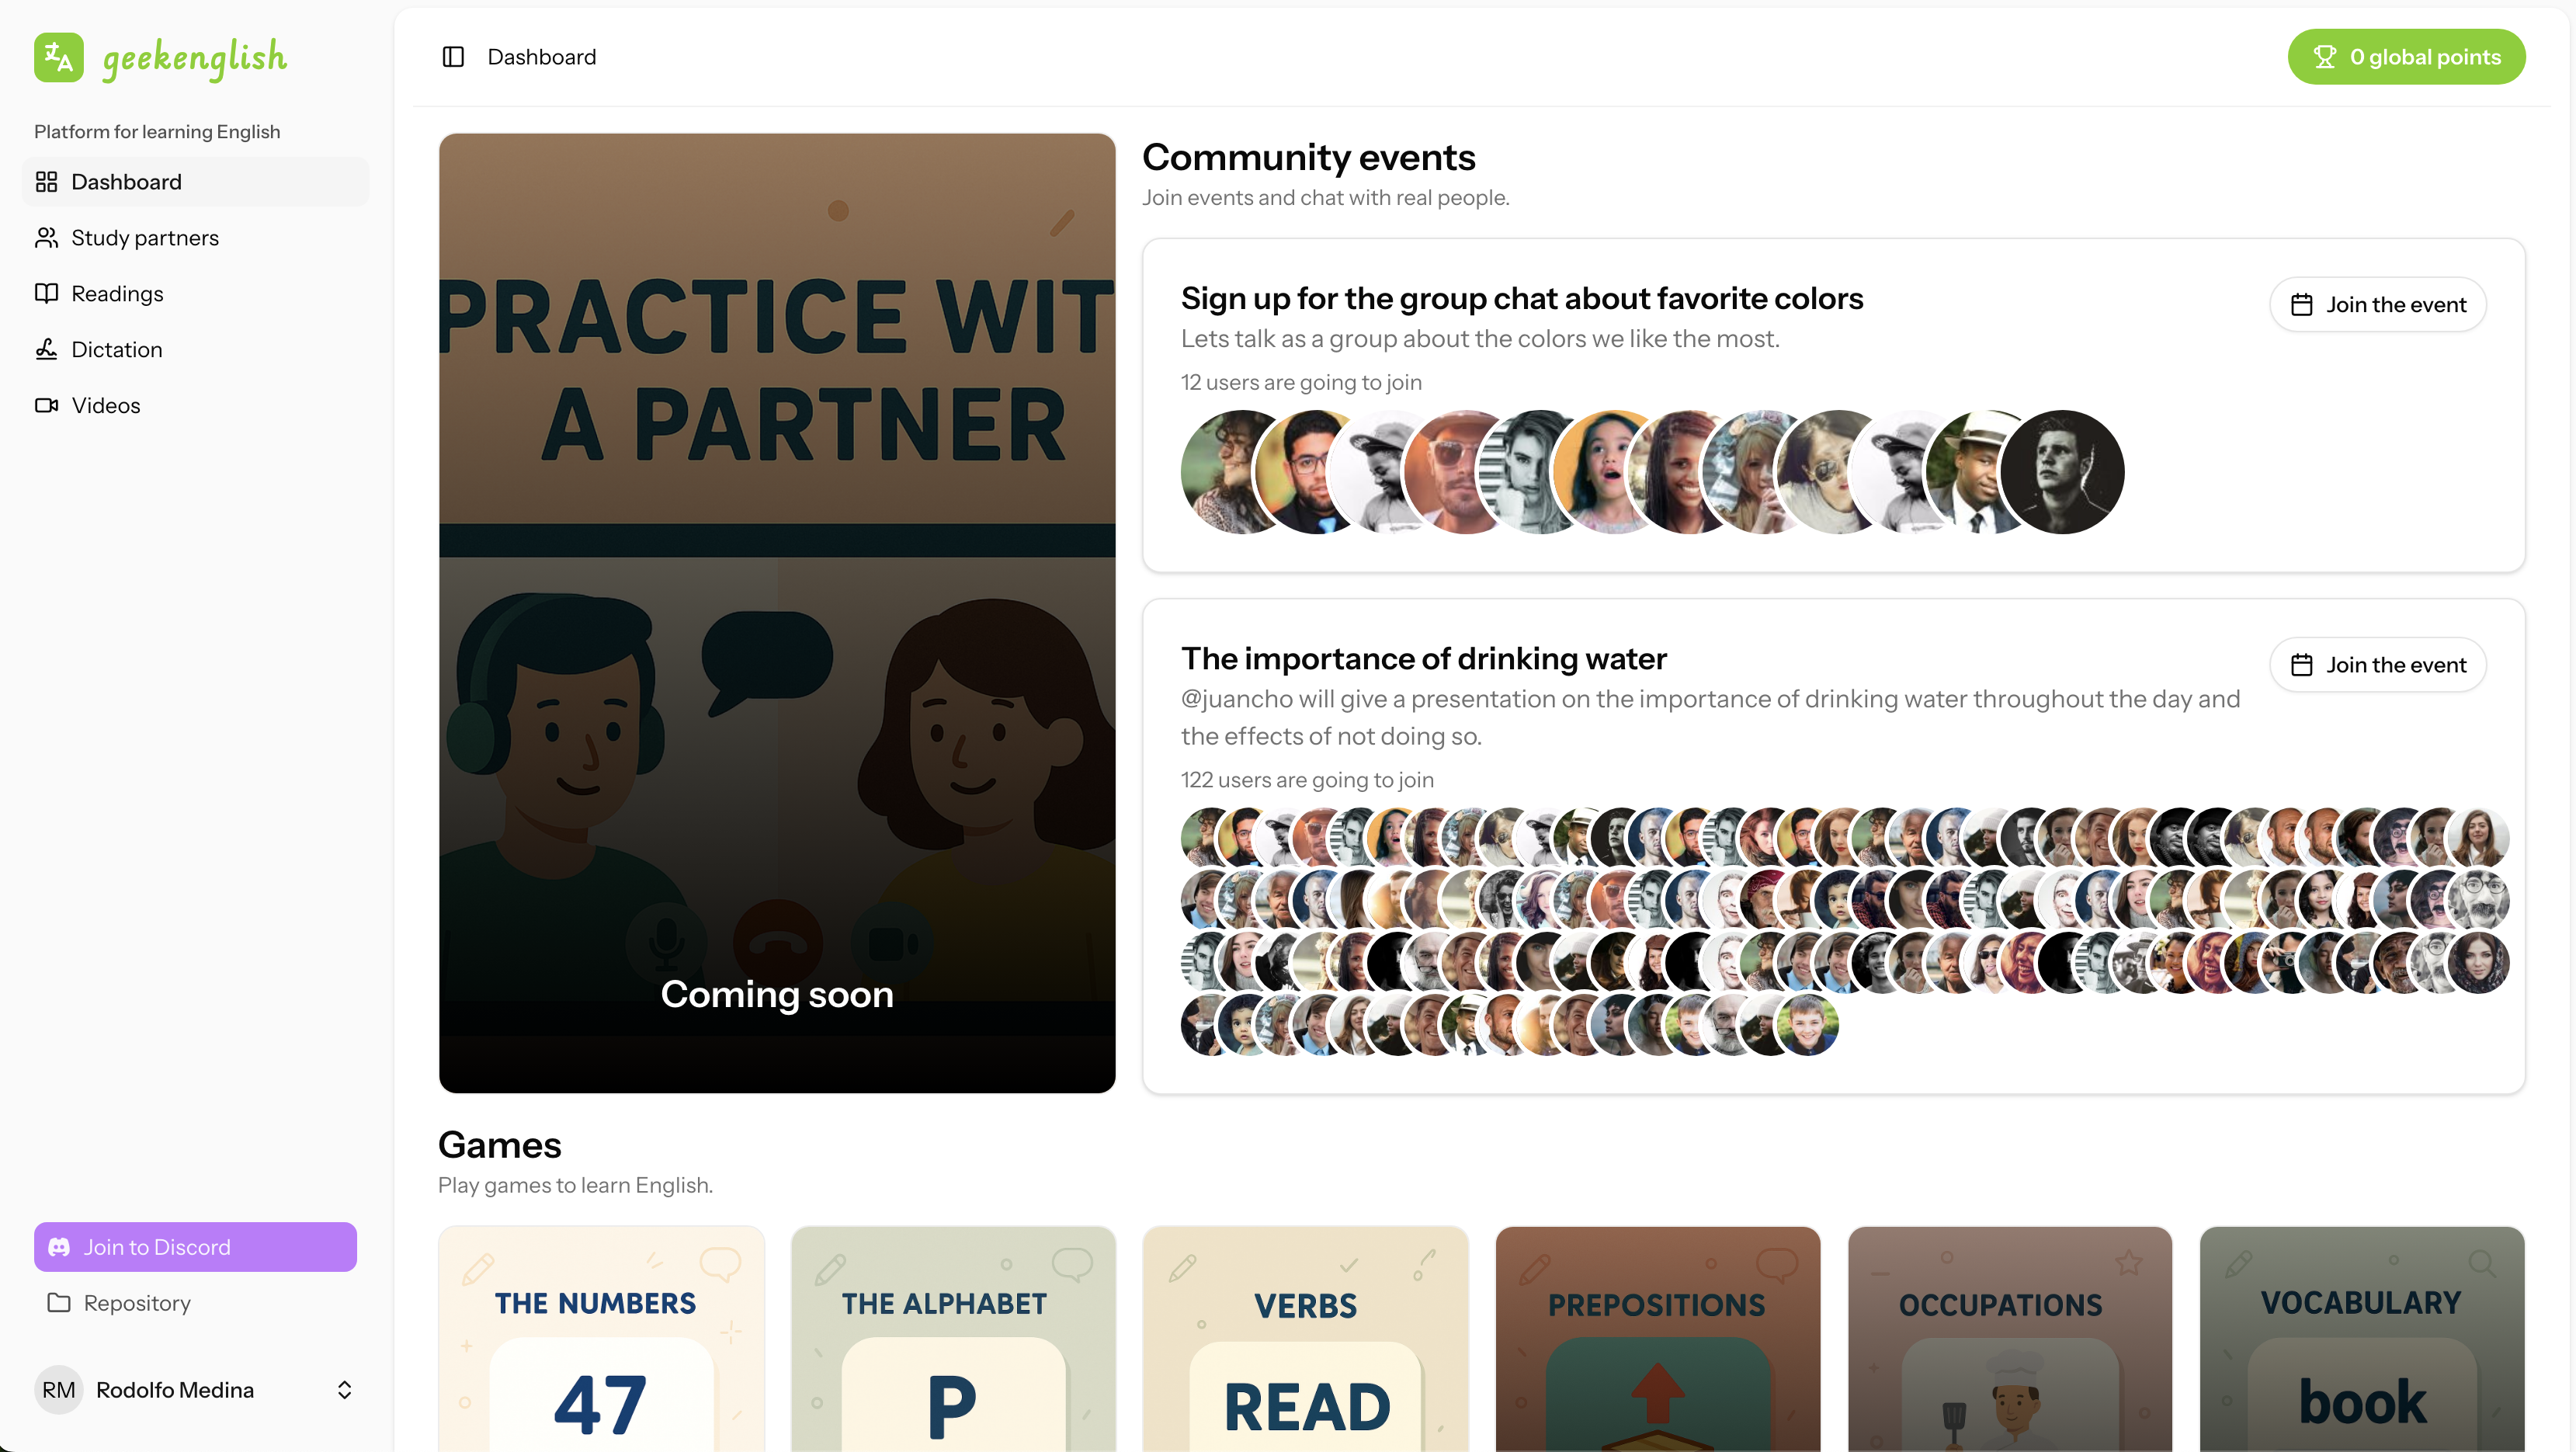 geekenglish
Platform for learning English
Dashboard
Study partners
Readings
Dictation
Videos
Join to Discord
Repository
RM Rodolfo Medina
Dashboard
0 global points
PRACTICE WIT
A PARTNER
Coming soon
Community events
Join events and chat with real people.
Sign up for the group chat about favorite colors
Join the event
Lets talk as a group about the colors we like the most.
12 users are going to join
The importance of drinking water
Join the event
@juancho will give a presentation on the importance of drinking water throughout the day and
the effects of not doing so.
122 users are going to join
Games
Play games to learn English.
THE NUMBERS
47
THE ALPHABET
P
VERBS
READ
PREPOSITIONS
OCCUPATIONS
VOCABULARY
book